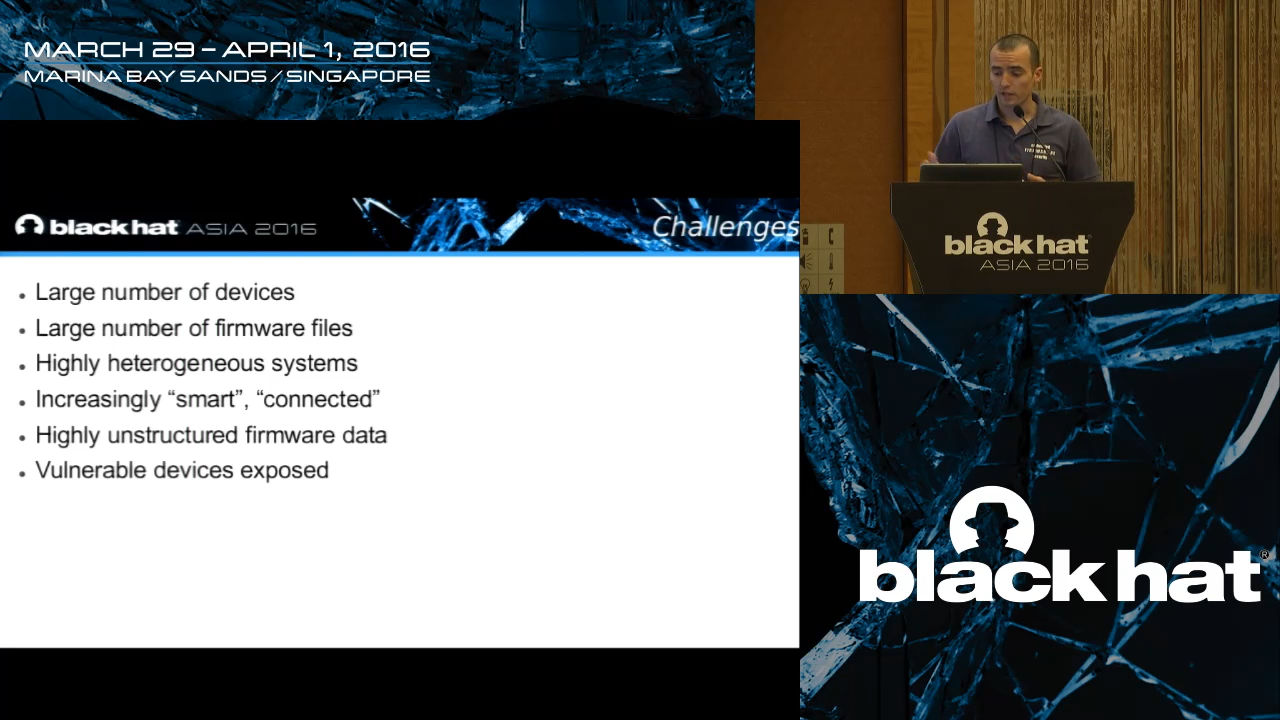 MARCH 29 – APRIL 1, 2016
MARINA BAY SANDS / SINGAPORE
black hat ASIA 2016
Challenges
Large number of devices
Large number of firmware files
Highly heterogeneous systems
Increasingly “smart”, “connected”
Highly unstructured firmware data
Vulnerable devices exposed
black hat
ASIA 2016
black hat®